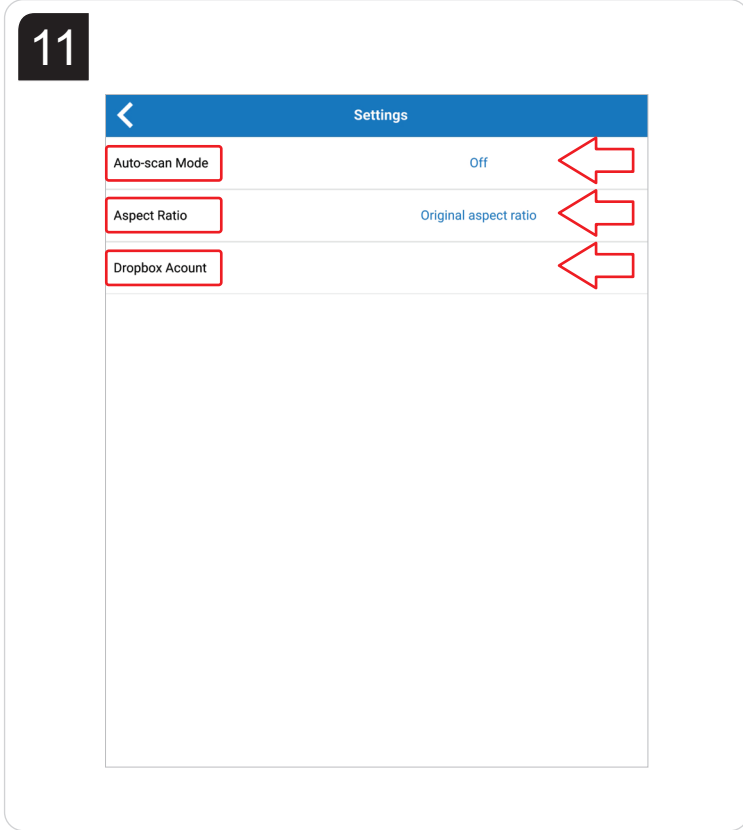 11
Settings
Auto-scan Mode Off
Aspect Ratio Original aspect ratio
Dropbox Acount